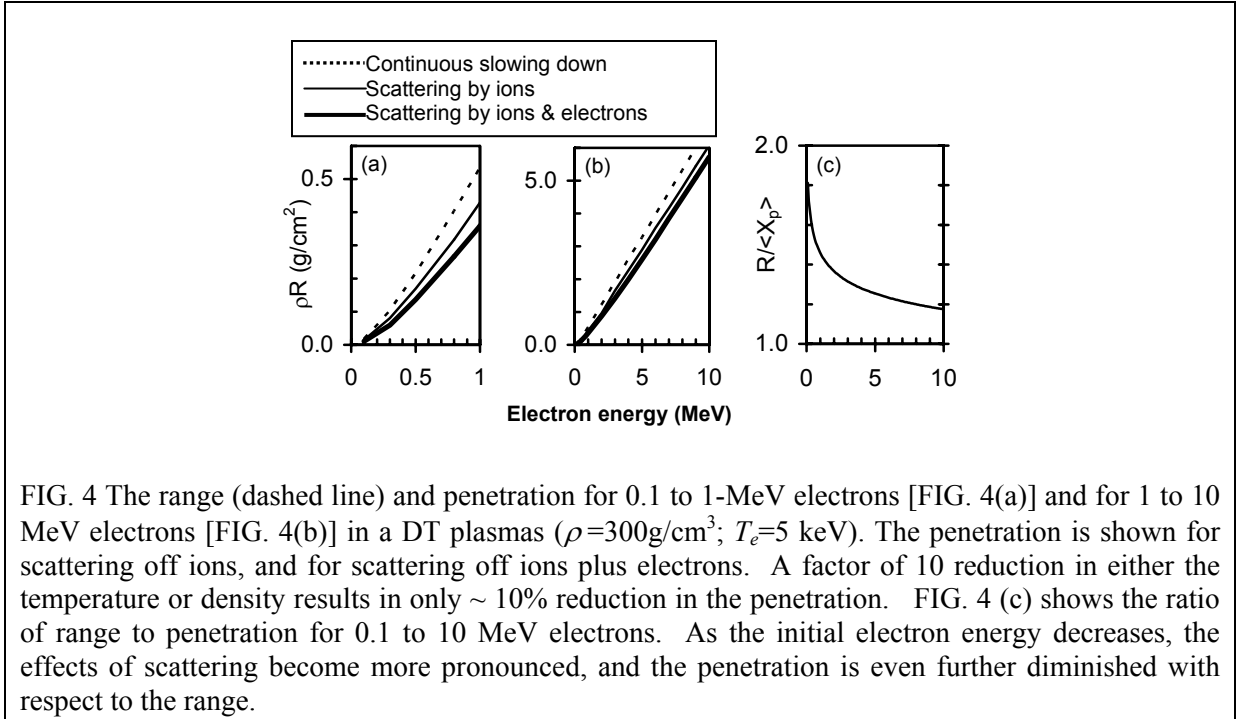 Continuous slowing down
Scattering by ions
Scattering by ions & electrons
(a)
(b)
(c)
0.5
0.0
ρR (g/cm²)
0
0.5
1
5.0
0.0
0
5
10
2.0
1.0
R/<Xₚ>
0
5
10
Electron energy (MeV)
FIG. 4 The range (dashed line) and penetration for 0.1 to 1-MeV electrons [FIG. 4(a)] and for 1 to 10
MeV electrons [FIG. 4(b)] in a DT plasmas (ρ=300g/cm³; Tₑ=5 keV). The penetration is shown for
scattering off ions, and for scattering off ions plus electrons. A factor of 10 reduction in either the
temperature or density results in only ~ 10% reduction in the penetration. FIG. 4 (c) shows the ratio
of range to penetration for 0.1 to 10 MeV electrons. As the initial electron energy decreases, the
effects of scattering become more pronounced, and the penetration is even further diminished with
respect to the range.